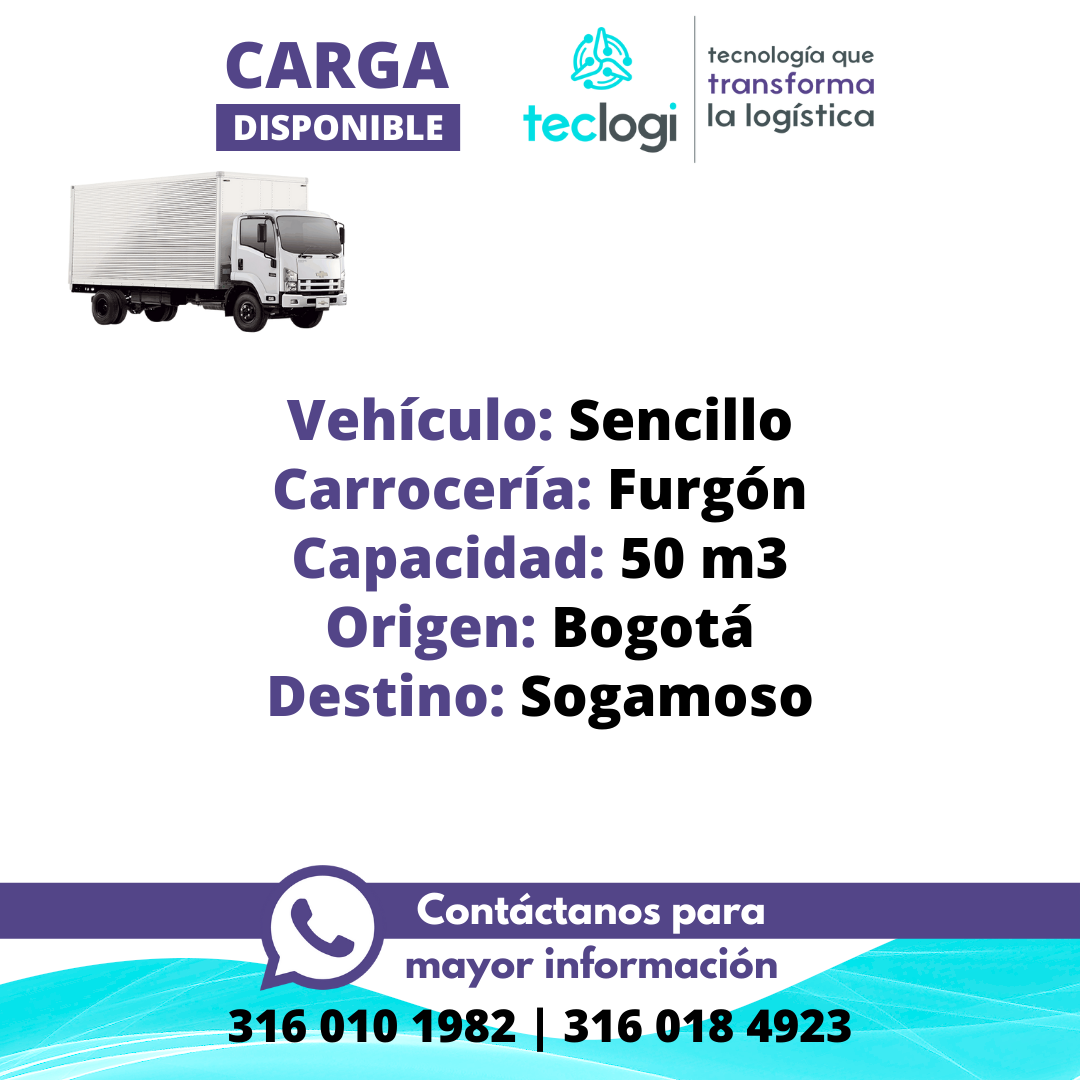 CARGA
DISPONIBLE
teclogi
tecnología que
transforma
la logística
Vehículo: Sencillo
Carrocería: Furgón
Capacidad: 50 m3
Origen: Bogotá
Destino: Sogamoso
Contáctanos para
mayor información
316 010 1982 | 316 018 4923